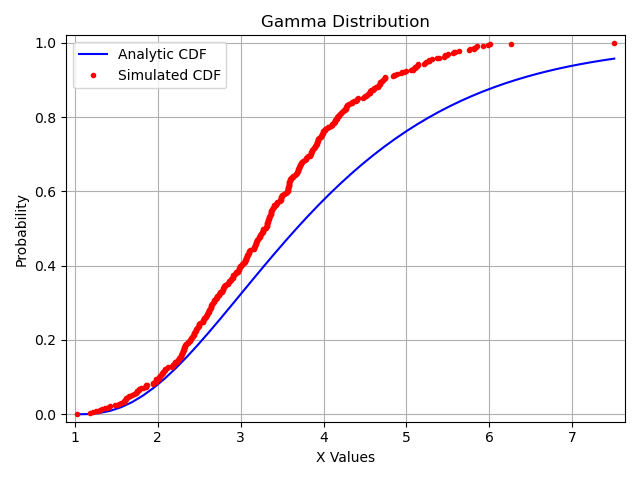 Gamma Distribution
Analytic CDF
Simulated CDF
Probability
1.0
0.8
0.6
0.4
0.2
0.0
1 2 3 4 5 6 7
X Values